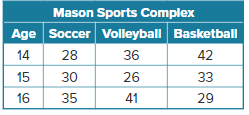 Mason Sports Complex
Age Soccer Volleyball Basketball
14 28 36 42
15 30 26 33
16 35 41 29